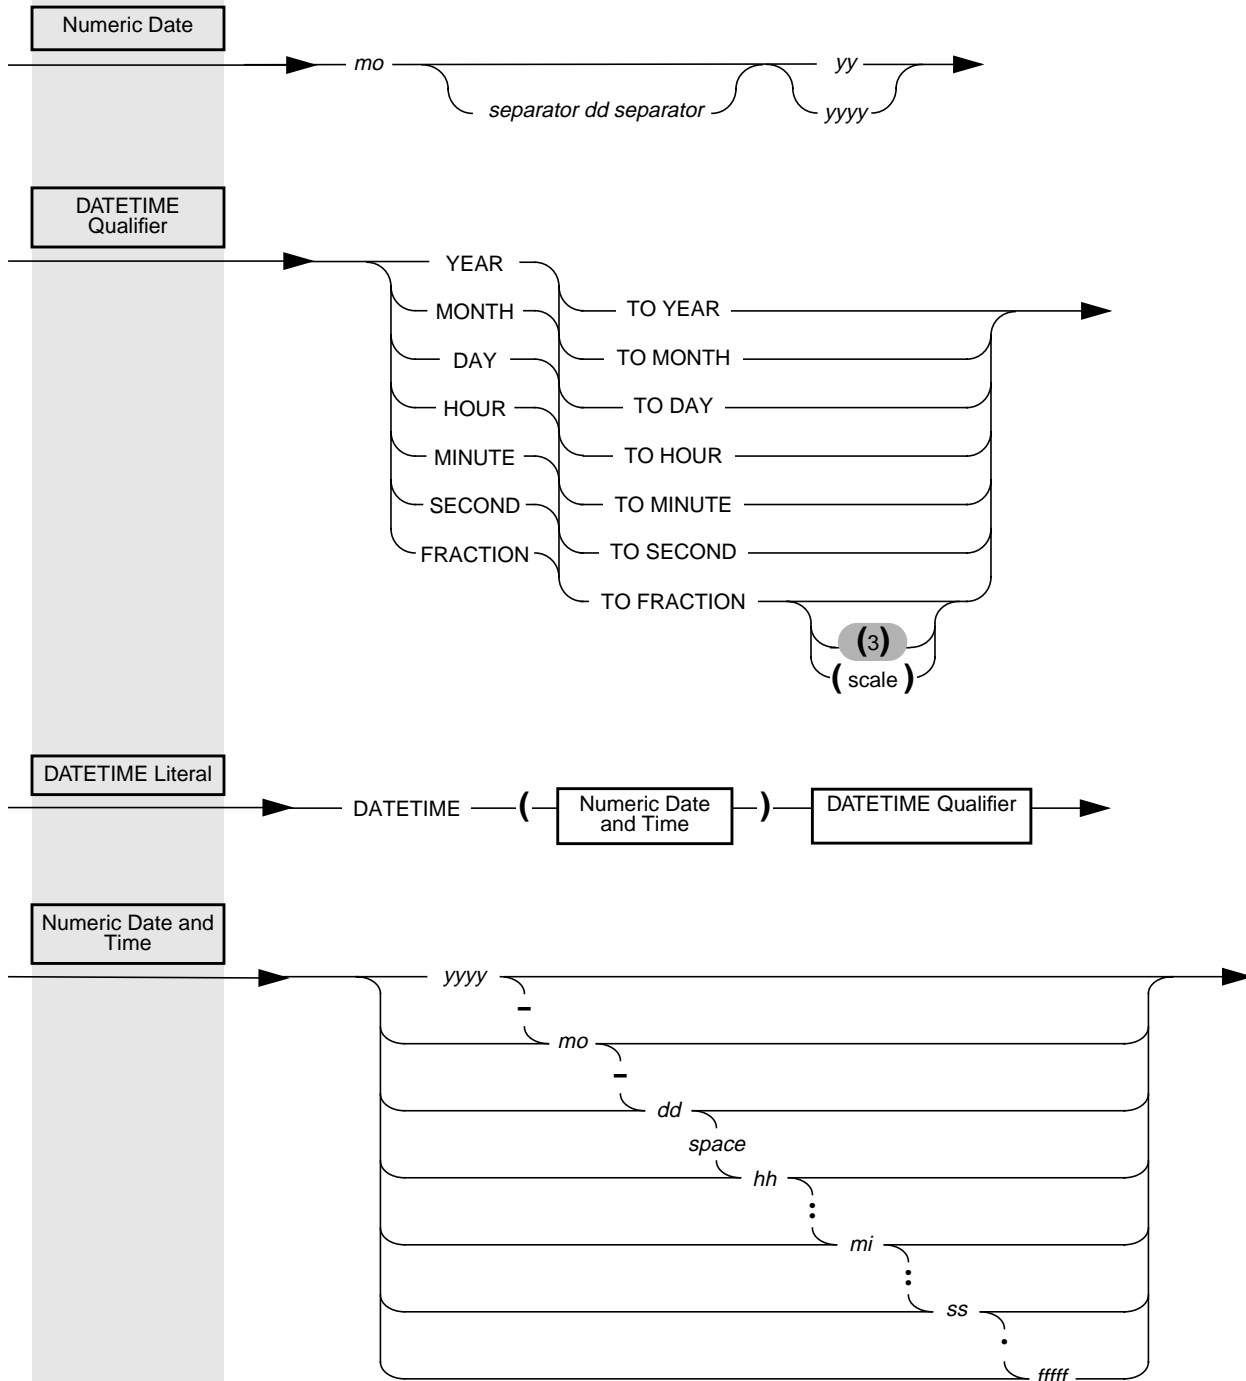 Numeric Date
mo yy
separator dd separator yyyy
DATETIME
Qualifier
YEAR
MONTH TO YEAR
DAY TO MONTH
HOUR TO DAY
MINUTE TO HOUR
SECOND TO MINUTE
FRACTION TO SECOND
TO FRACTION
(3)
( scale )
DATETIME Literal
DATETIME ( Numeric Date and Time ) DATETIME Qualifier
Numeric Date and
Time
yyyy
-
mo
-
dd
space
hh
:
mi
:
ss
.
fffff